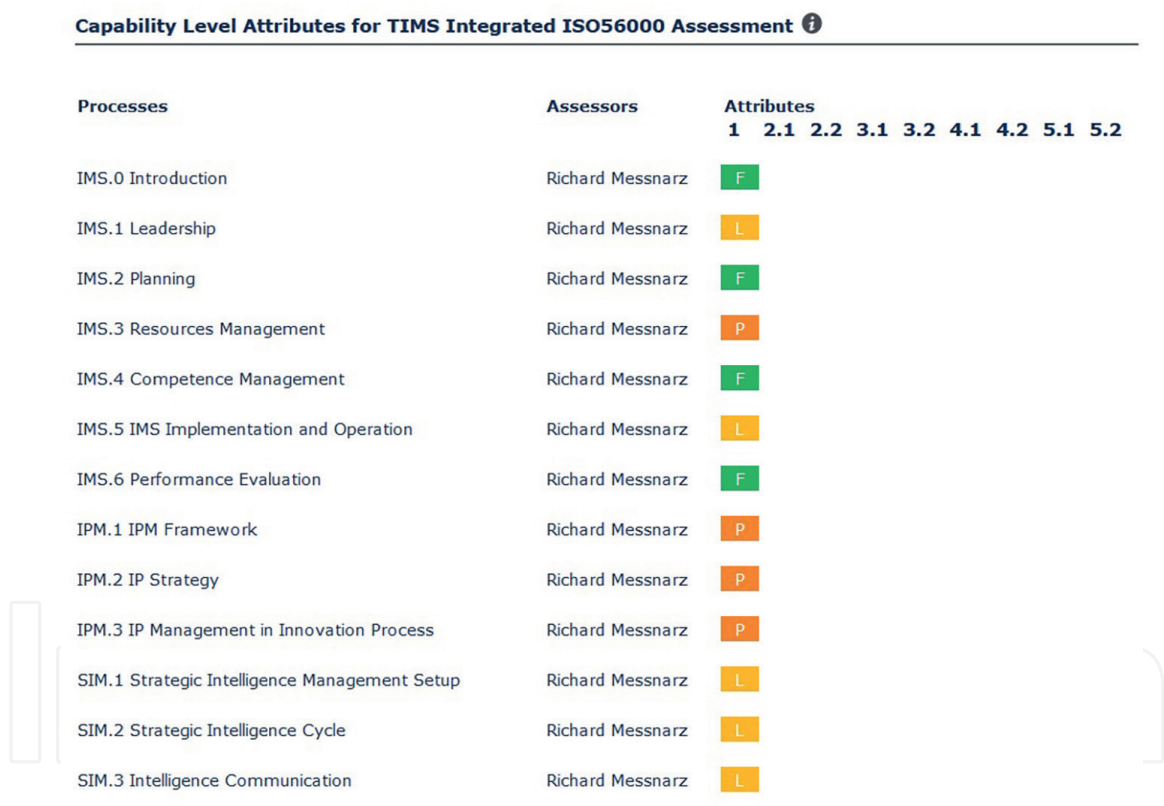 Capability Level Attributes for TIMS Integrated ISO56000 Assessment i
Processes Assessors Attributes
1 2.1 2.2 3.1 3.2 4.1 4.2 5.1 5.2
IMS.0 Introduction Richard Messnarz F
IMS.1 Leadership Richard Messnarz L
IMS.2 Planning Richard Messnarz F
IMS.3 Resources Management Richard Messnarz P
IMS.4 Competence Management Richard Messnarz F
IMS.5 IMS Implementation and Operation Richard Messnarz L
IMS.6 Performance Evaluation Richard Messnarz F
IPM.1 IPM Framework Richard Messnarz P
IPM.2 IP Strategy Richard Messnarz P
IPM.3 IP Management in Innovation Process Richard Messnarz P
SIM.1 Strategic Intelligence Management Setup Richard Messnarz L
SIM.2 Strategic Intelligence Cycle Richard Messnarz L
SIM.3 Intelligence Communication Richard Messnarz L